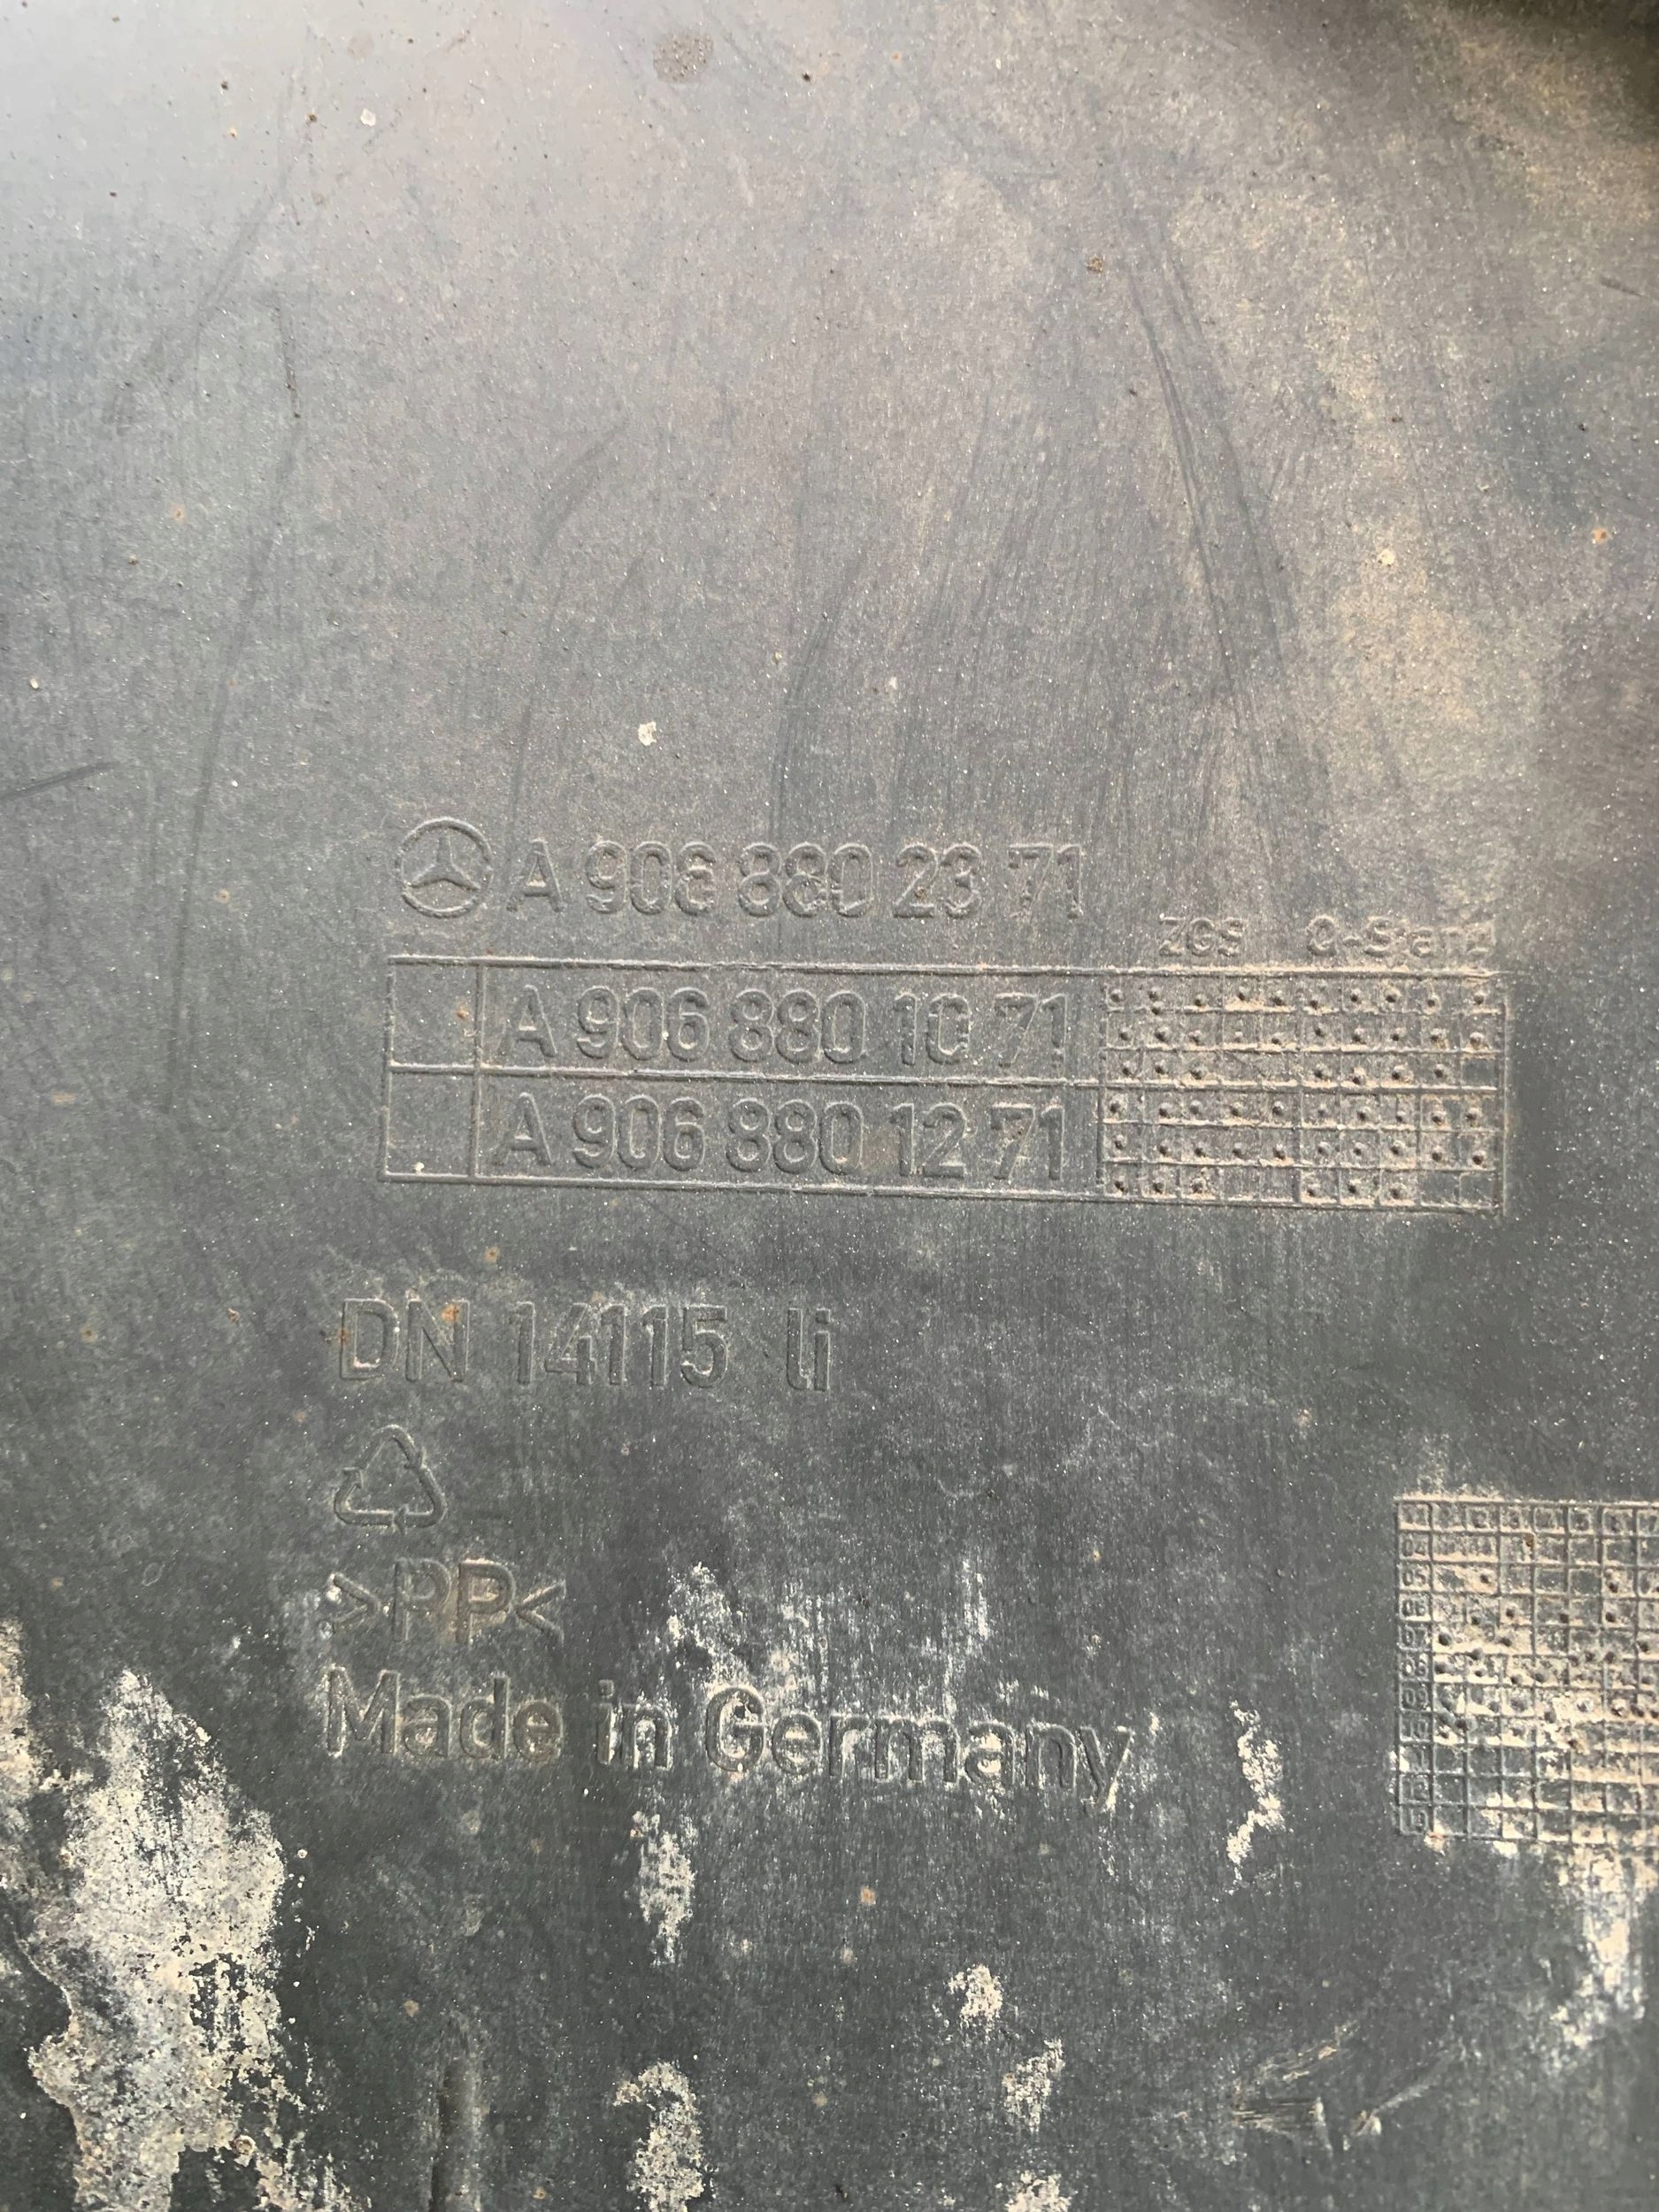 A 906 880 23 71
ZGS Q-Stand
A 906 880 10 71
A 906 880 12 71
DN 14115 li
>PP<
Made in Germany